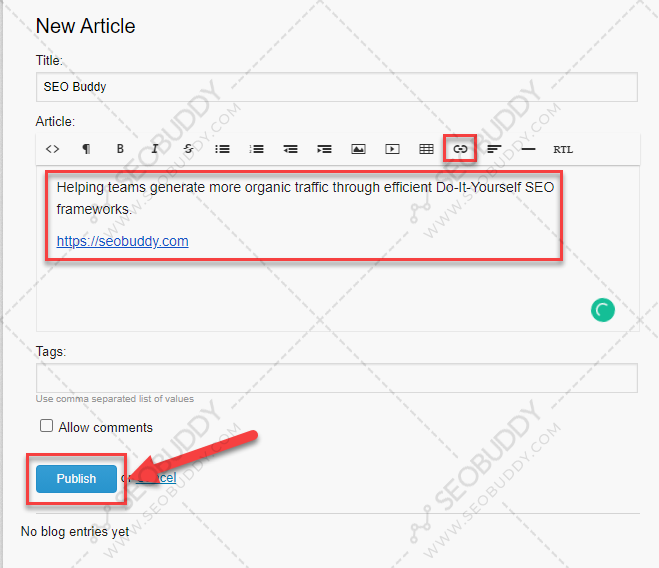 New Article
Title:
SEO Buddy
Article:
<> ¶ B I S RTL
Helping teams generate more organic traffic through efficient Do-It-Yourself SEO
frameworks.
https://seobuddy.com
Tags:
Use comma separated list of values
Allow comments
Publish or Cancel
No blog entries yet
SEOBUDDY
WWW.SEOBUDDY.COM
SEOBUDDY
WWW.SEOBUDDY.COM
SEOBUDDY
WWW.SEOBUDDY.COM
SEOBUDDY
WWW.SEOBUDDY.COM